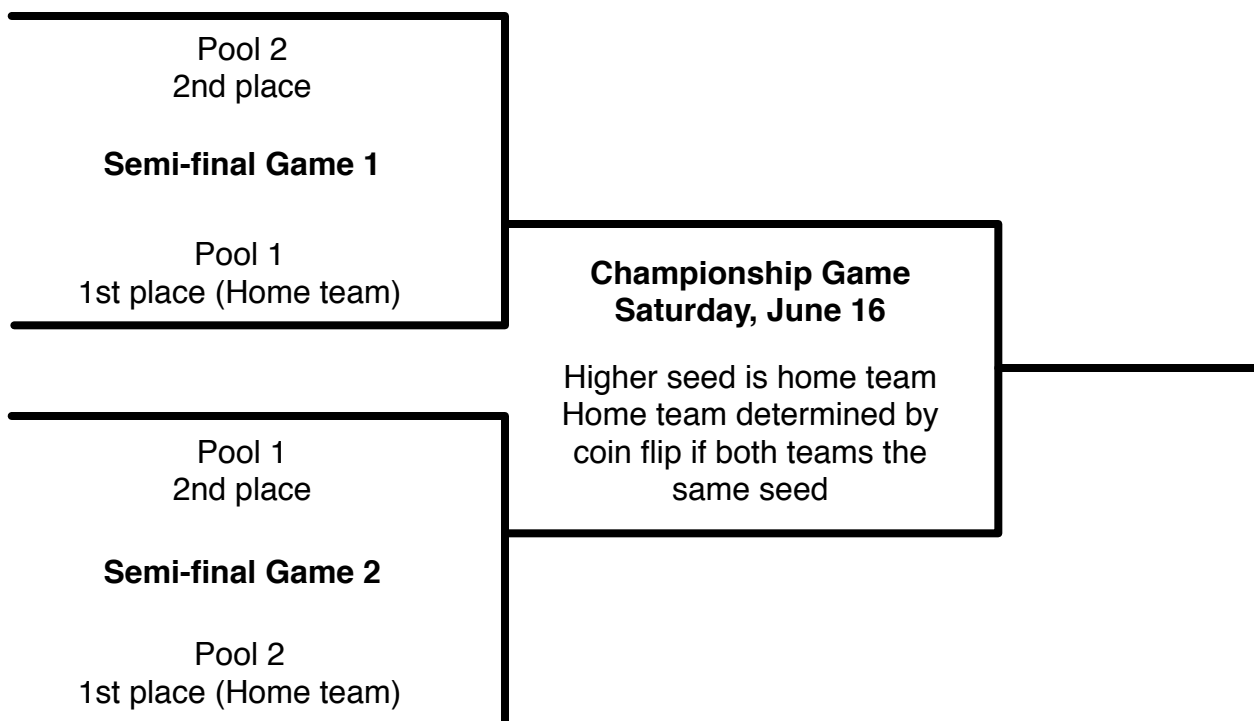 Pool 2
2nd place
Semi-final Game 1
Pool 1
1st place (Home team)
Championship Game
Saturday, June 16
Higher seed is home team
Home team determined by
coin flip if both teams the
same seed
Pool 1
2nd place
Semi-final Game 2
Pool 2
1st place (Home team)